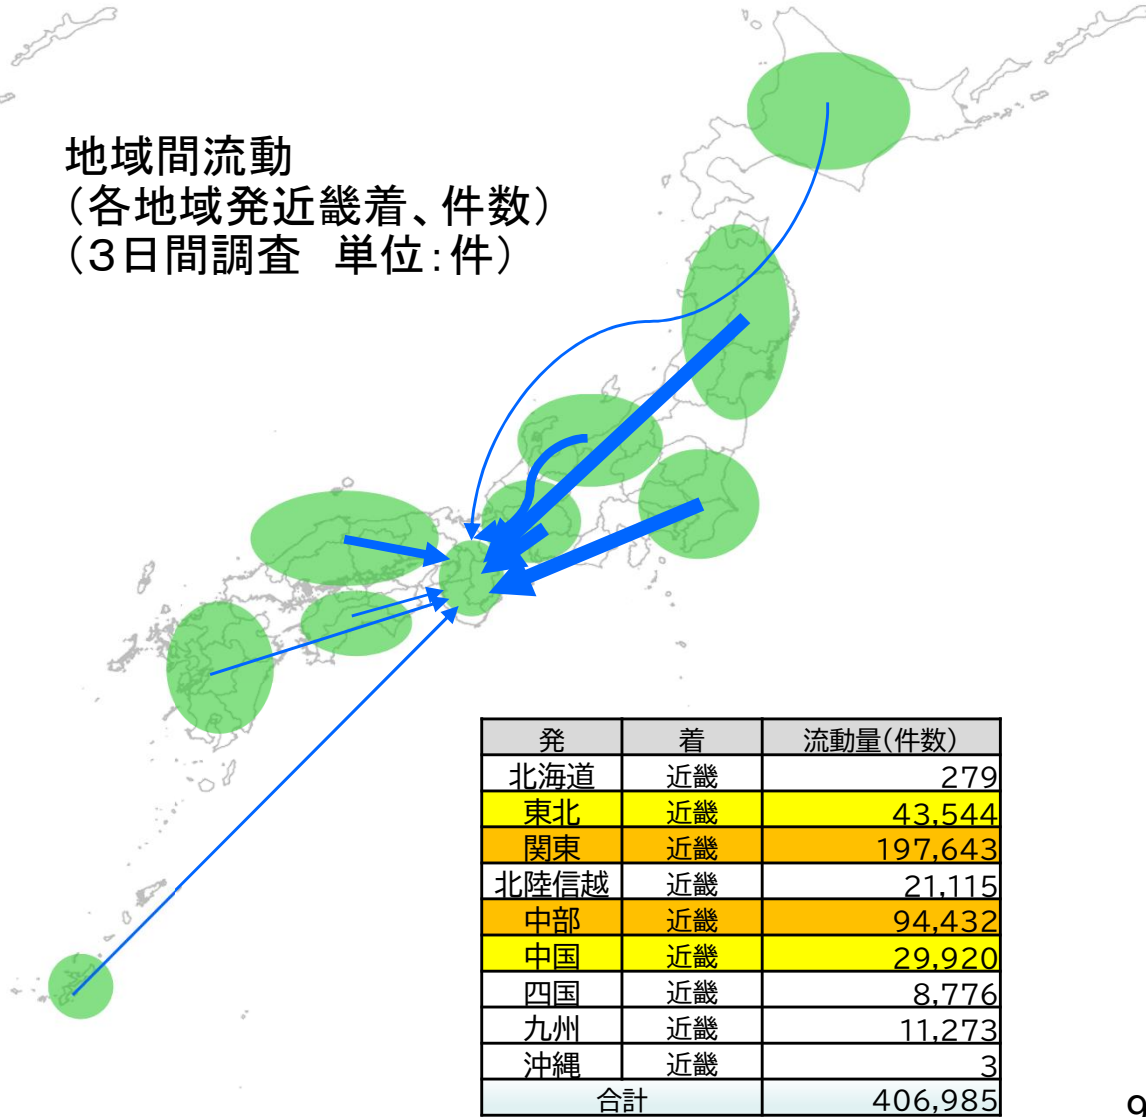 地域間流動
（各地域発近畿着、件数）
（３日間調査　単位：件）
発 着 流動量(件数)
北海道 近畿 279
東北 近畿 43,544
関東 近畿 197,643
北陸信越 近畿 21,115
中部 近畿 94,432
中国 近畿 29,920
四国 近畿 8,776
九州 近畿 11,273
沖縄 近畿 3
合計 406,985